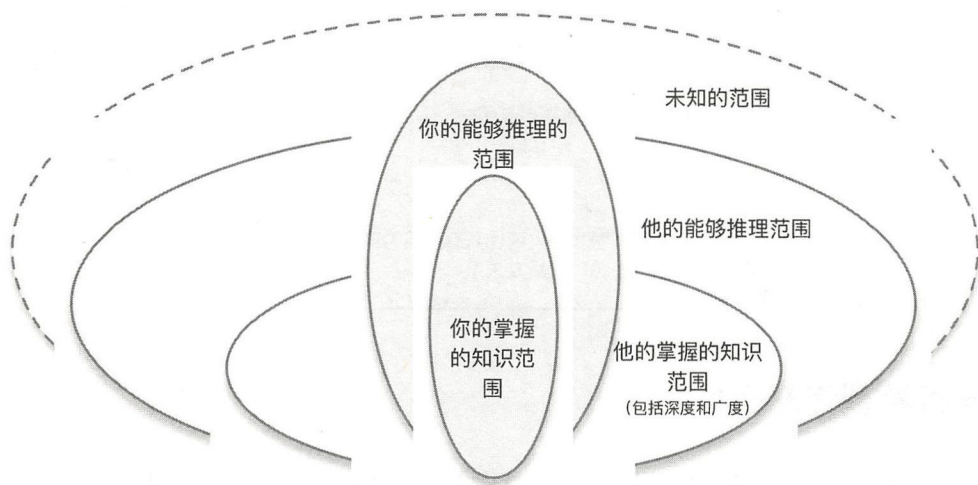 未知的范围
你的能够推理的
范围
他的能够推理范围
你的掌握
的知识范
围
他的掌握的知识
范围
(包括深度和广度)